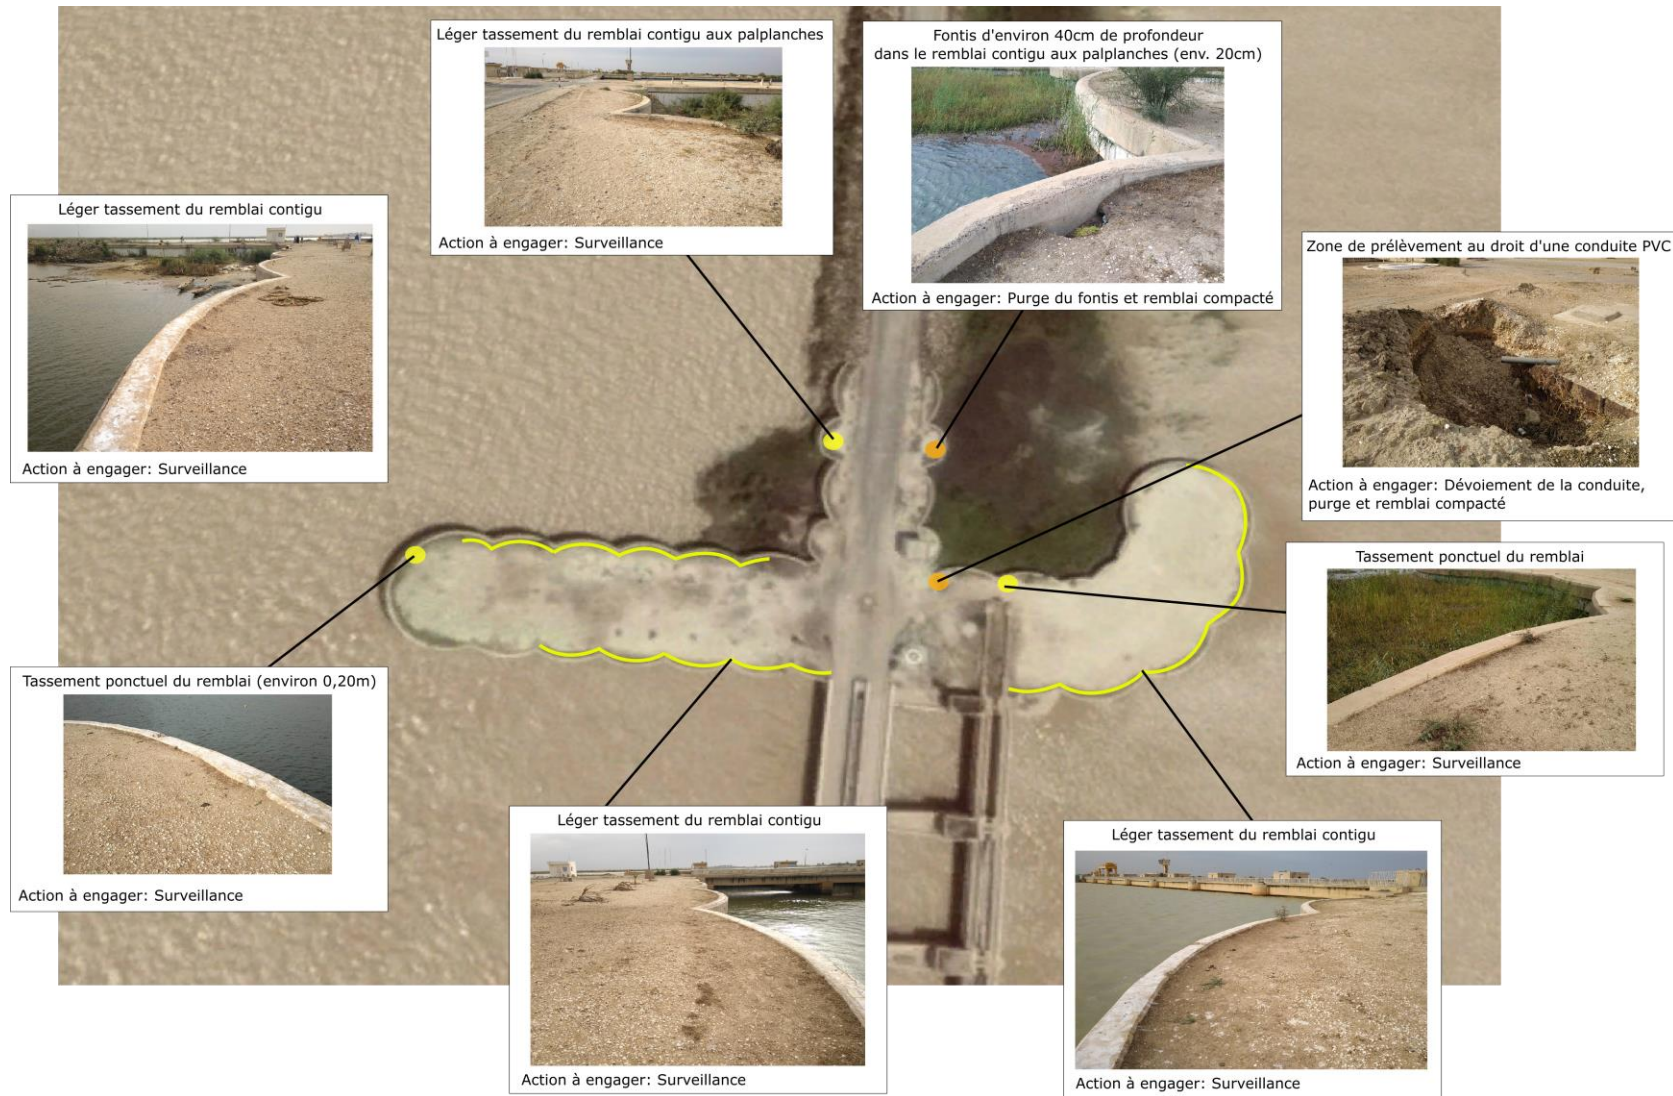 Léger tassement du remblai contigu aux palplanches
Action à engager: Surveillance
Fontis d'environ 40cm de profondeur
dans le remblai contigu aux palplanches (env. 20cm)
Action à engager: Purge du fontis et remblai compacté
Léger tassement du remblai contigu
Action à engager: Surveillance
Zone de prélèvement au droit d'une conduite PVC
Action à engager: Dévoiement de la conduite,
purge et remblai compacté
Tassement ponctuel du remblai
Action à engager: Surveillance
Tassement ponctuel du remblai (environ 0,20m)
Action à engager: Surveillance
Léger tassement du remblai contigu
Action à engager: Surveillance
Léger tassement du remblai contigu
Action à engager: Surveillance